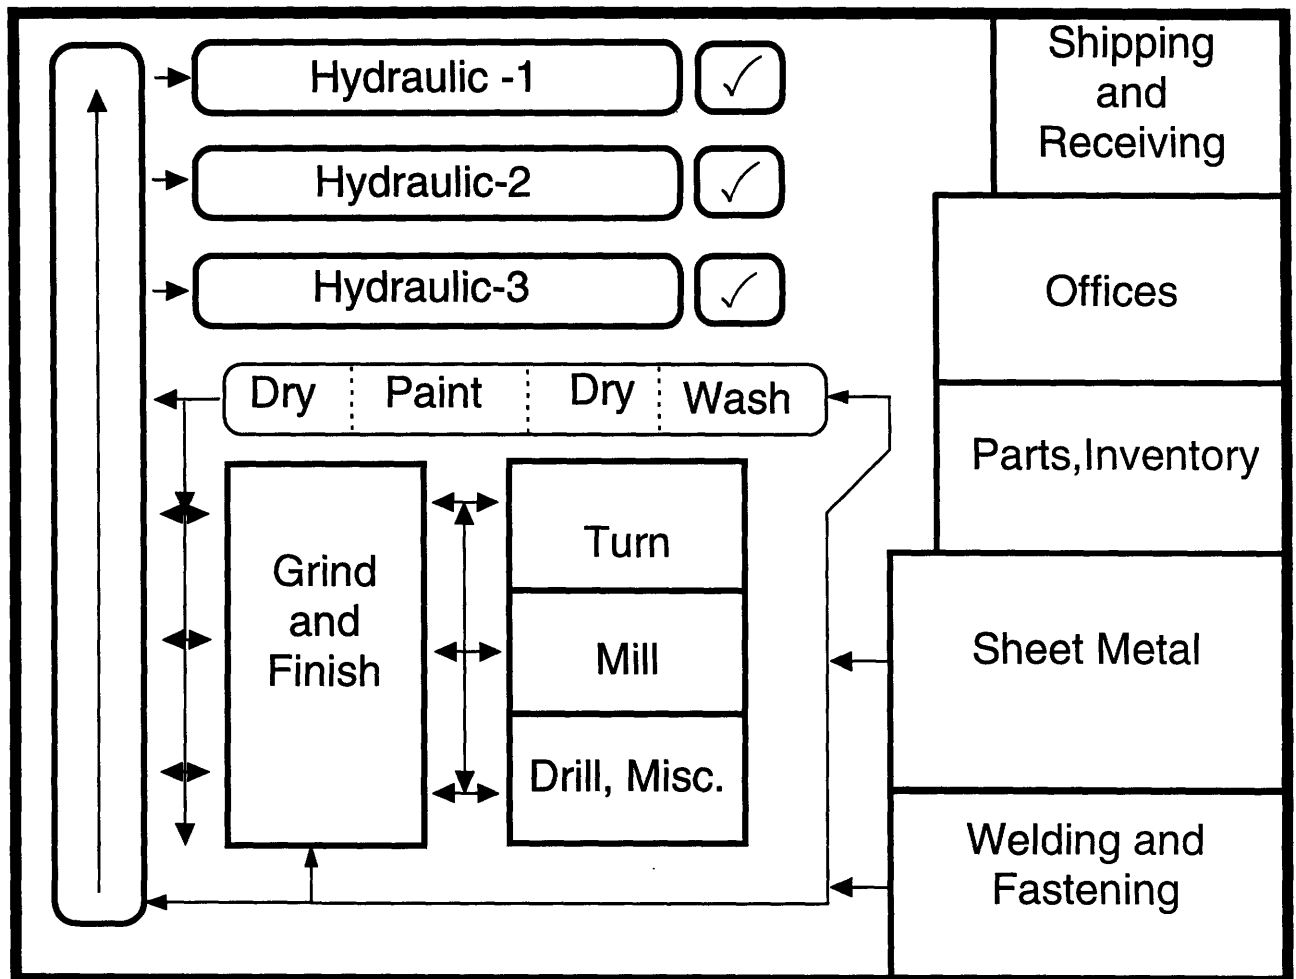 Hydraulic -1
Shipping
and
Receiving
Hydraulic-2
Hydraulic-3
Offices
Dry
Paint
Dry
Wash
Parts,Inventory
Grind
and
Finish
Turn
Mill
Drill, Misc.
Sheet Metal
Welding and
Fastening